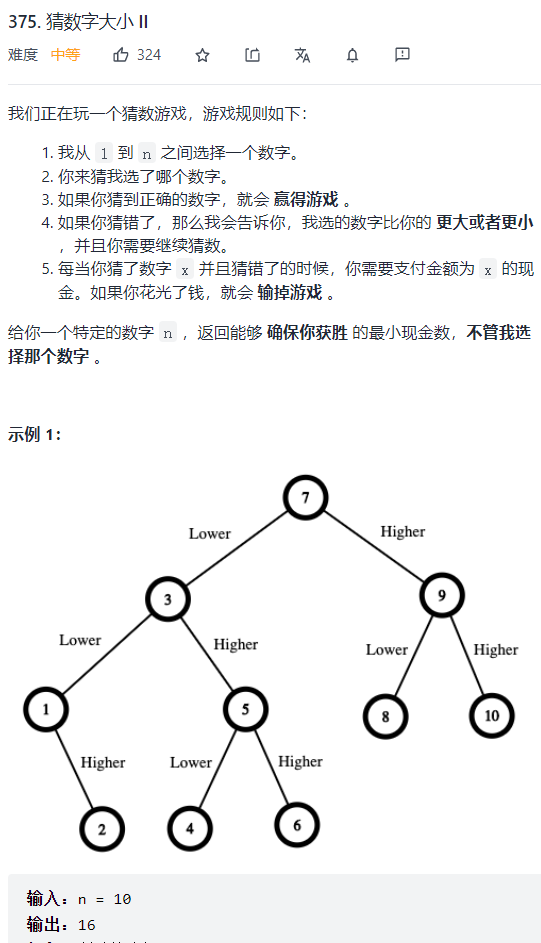 375. 猜数字大小 II
难度 中等 324
我们正在玩一个猜数游戏，游戏规则如下：
1. 我从 1 到 n 之间选择一个数字。
2. 你来猜我选了哪个数字。
3. 如果你猜到正确的数字，就会 赢得游戏 。
4. 如果你猜错了，那么我会告诉你，我选的数字比你的 更大或者更小
，并且你需要继续猜数。
5. 每当你猜了数字 x 并且猜错了的时候，你需要支付金额为 x 的现
金。如果你花光了钱，就会 输掉游戏 。
给你一个特定的数字 n ，返回能够 确保你获胜 的最小现金数，不管我选
择那个数字 。
示例 1：
7
Lower
Higher
3
9
Lower
Higher
Lower
Higher
1
5
8
10
Higher
Lower
Higher
2
4
6
输入：n = 10
输出：16